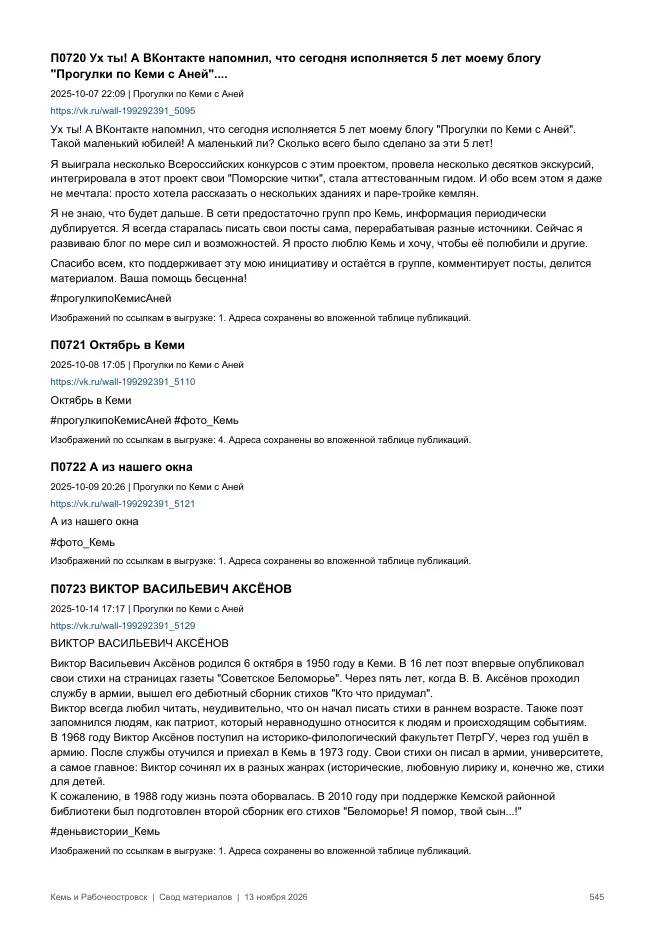 П0720 Ух ты! А ВКонтакте напомнил, что сегодня исполняется 5 лет моему блогу
"Прогулки по Кеми с Аней"....
2025-10-07 22:09 | Прогулки по Кеми с Аней
https://vk.ru/wall-199292391_5095
Ух ты! А ВКонтакте напомнил, что сегодня исполняется 5 лет моему блогу "Прогулки по Кеми с Аней".
Такой маленький юбилей! А маленький ли? Сколько всего было сделано за эти 5 лет!
Я выиграла несколько Всероссийских конкурсов с этим проектом, провела несколько десятков экскурсий,
интегрировала в этот проект свои "Поморские читки", стала аттестованным гидом. И обо всем этом я даже
не мечтала: просто хотела рассказать о нескольких зданиях и паре-тройке кемлян.
Я не знаю, что будет дальше. В сети предостаточно групп про Кемь, информация периодически
дублируется. Я всегда старалась писать свои посты сама, перерабатывая разные источники. Сейчас я
развиваю блог по мере сил и возможностей. Я просто люблю Кемь и хочу, чтобы её полюбили и другие.
Спасибо всем, кто поддерживает эту мою инициативу и остаётся в группе, комментирует посты, делится
материалом. Ваша помощь бесценна!
#прогулкипоКемисАней
Изображений по ссылкам в выгрузке: 1. Адреса сохранены во вложенной таблице публикаций.
П0721 Октябрь в Кеми
2025-10-08 17:05 | Прогулки по Кеми с Аней
https://vk.ru/wall-199292391_5110
Октябрь в Кеми
#прогулкипоКемисАней #фото_Кемь
Изображений по ссылкам в выгрузке: 4. Адреса сохранены во вложенной таблице публикаций.
П0722 А из нашего окна
2025-10-09 20:26 | Прогулки по Кеми с Аней
https://vk.ru/wall-199292391_5121
А из нашего окна
#фото_Кемь
Изображений по ссылкам в выгрузке: 1. Адреса сохранены во вложенной таблице публикаций.
П0723 ВИКТОР ВАСИЛЬЕВИЧ АКСЁНОВ
2025-10-14 17:17 | Прогулки по Кеми с Аней
https://vk.ru/wall-199292391_5129
ВИКТОР ВАСИЛЬЕВИЧ АКСЁНОВ
Виктор Васильевич Аксёнов родился 6 октября в 1950 году в Кеми. В 16 лет поэт впервые опубликовал
свои стихи на страницах газеты "Советское Беломорье". Через пять лет, когда В. В. Аксёнов проходил
службу в армии, вышел его дебютный сборник стихов "Кто что придумал".
Виктор всегда любил читать, неудивительно, что он начал писать стихи в раннем возрасте. Также поэт
запомнился людям, как патриот, который неравнодушно относится к людям и происходящим событиям.
В 1968 году Виктор Аксёнов поступил на историко-филологический факультет ПетрГУ, через год ушёл в
армию. После службы отучился и приехал в Кемь в 1973 году. Свои стихи он писал в армии, университете,
а самое главное: Виктор сочинял их в разных жанрах (исторические, любовную лирику и, конечно же, стихи
для детей.
К сожалению, в 1988 году жизнь поэта оборвалась. В 2010 году при поддержке Кемской районной
библиотеки был подготовлен второй сборник его стихов "Беломорье! Я помор, твой сын...!"
#деньвистории_Кемь
Изображений по ссылкам в выгрузке: 1. Адреса сохранены во вложенной таблице публикаций.
Кемь и Рабочеостровск | Свод материалов | 13 ноября 2026
545